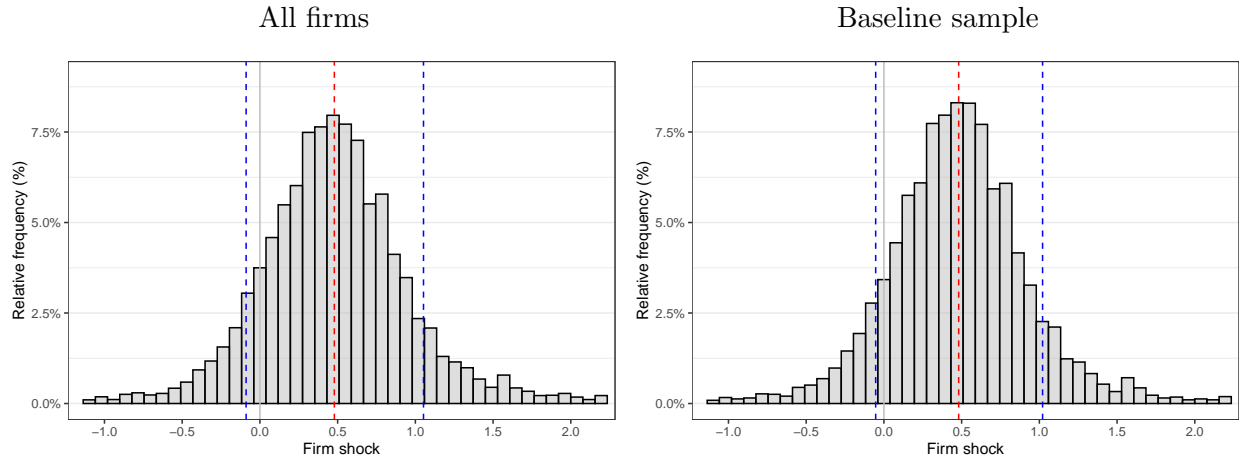 All firms
Relative frequency (%)
7.5%
5.0%
2.5%
0.0%
−1.0 −0.5 0.0 0.5 1.0 1.5 2.0
Firm shock
Baseline sample
Relative frequency (%)
7.5%
5.0%
2.5%
0.0%
−1.0 −0.5 0.0 0.5 1.0 1.5 2.0
Firm shock